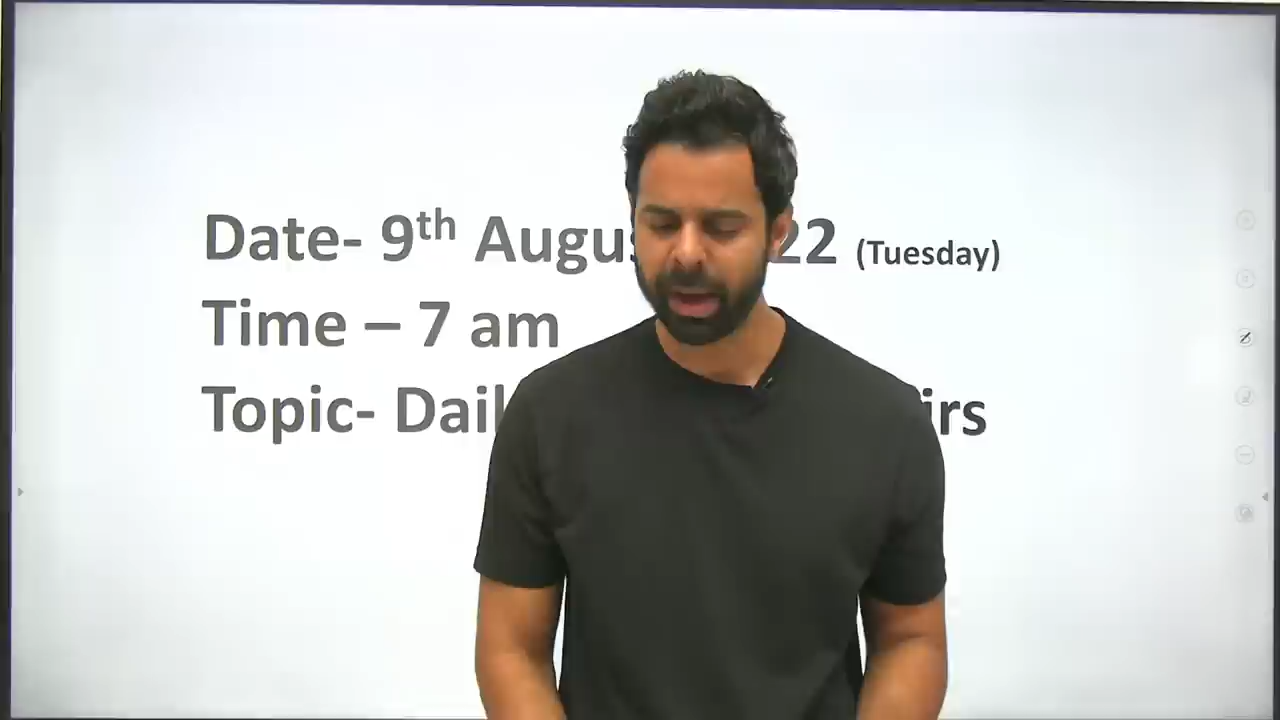 Date- 9th Augus 22 (Tuesday)
Time – 7 am
Topic- Dail irs